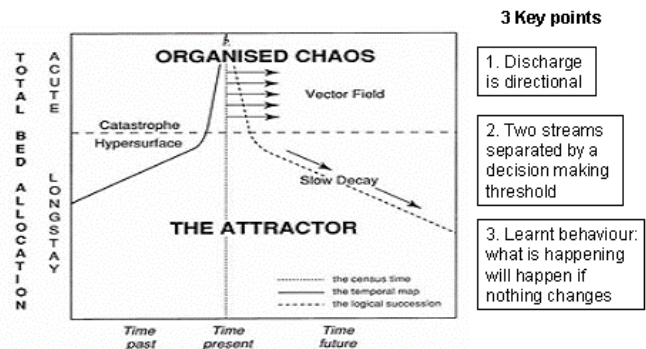 3 Key points
TOTAL BED ALLOCATION
ACUTE
LONGSTAY
ORGANISED CHAOS
Vector Field
Catastrophe
Hypersurface
Slow Decay
THE ATTRACTOR
the census time
the temporal map
the logical succession
Time
past
Time
present
Time
future
1. Discharge
is directional
2. Two streams
separated by a
decision making
threshold
3. Learnt behaviour:
what is happening
will happen if
nothing changes